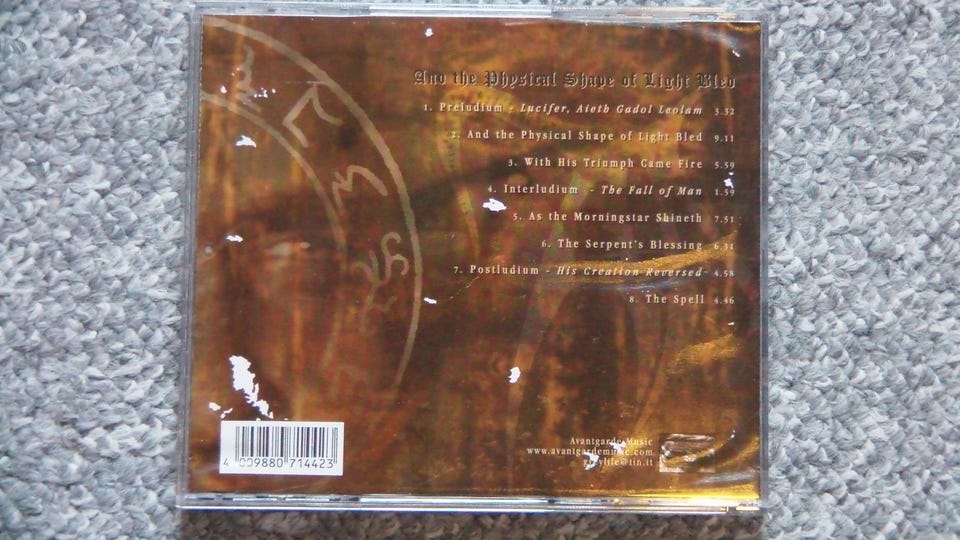 And the Physical Shape of Light Bled
1. Preludium - Lucifer, Aieth Gadol Leolam 3.52
2. And the Physical Shape of Light Bled 9.11
3. With His Triumph Came Fire 5.59
4. Interludium - The Fall of Man 1.59
5. As the Morningstar Shineth 7.51
6. The Serpent's Blessing 6.31
7. Postludium - His Creation Reversed 4.58
8. The Spell 4.46
Avantgarde Music
www.avantgardemusic.com
4 009880 714423